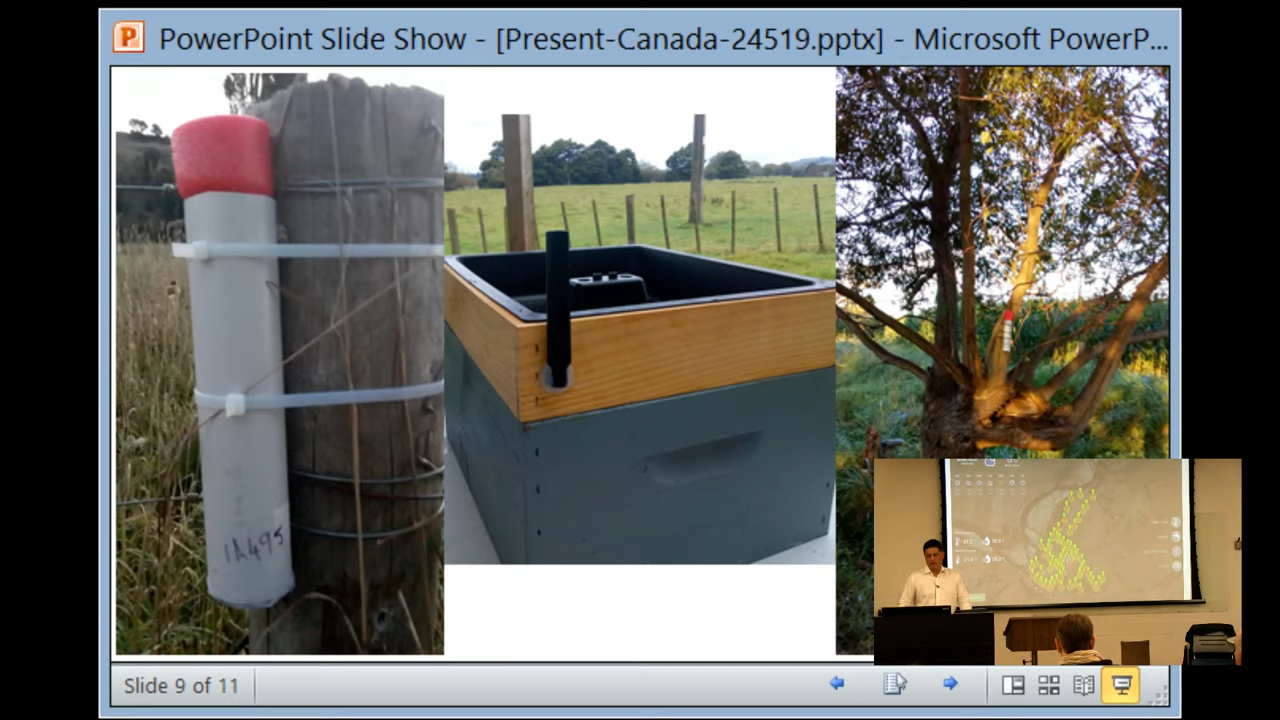 PowerPoint Slide Show - [Present-Canada-24519.pptx] - Microsoft PowerP...
1A495
Slide 9 of 11